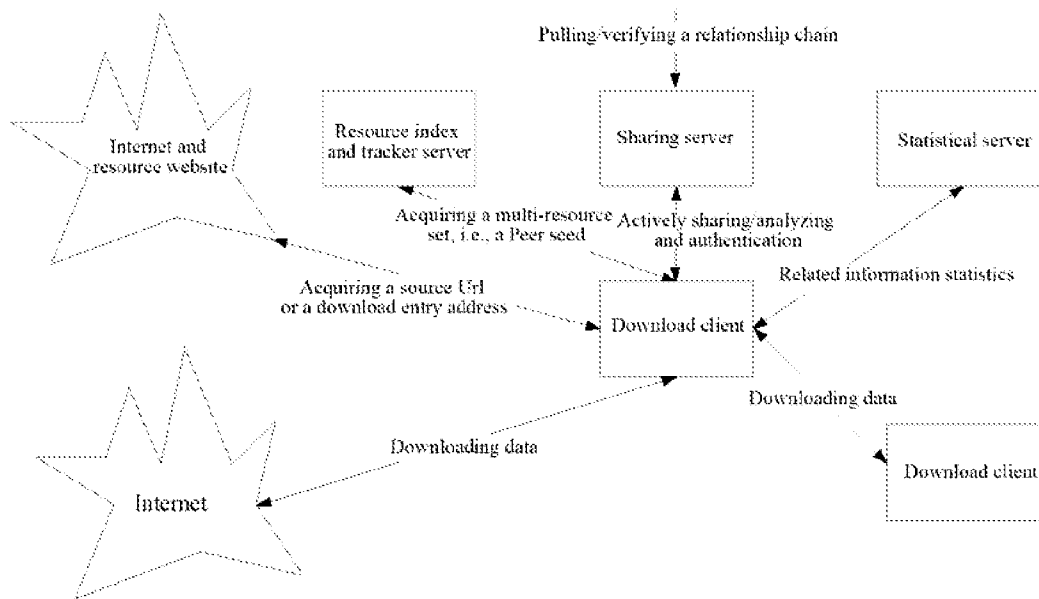 Pulling/verifying a relationship chain
Internet and
resource website
Resource index
and tracker server
Sharing server
Statistical server
Acquiring a multi-resource
set, i.e., a Peer seed
Actively sharing/analyzing
and authentication
Related information statistics
Acquiring a source Url
or a download entry address
Download client
Downloading data
Downloading data
Internet
Download client